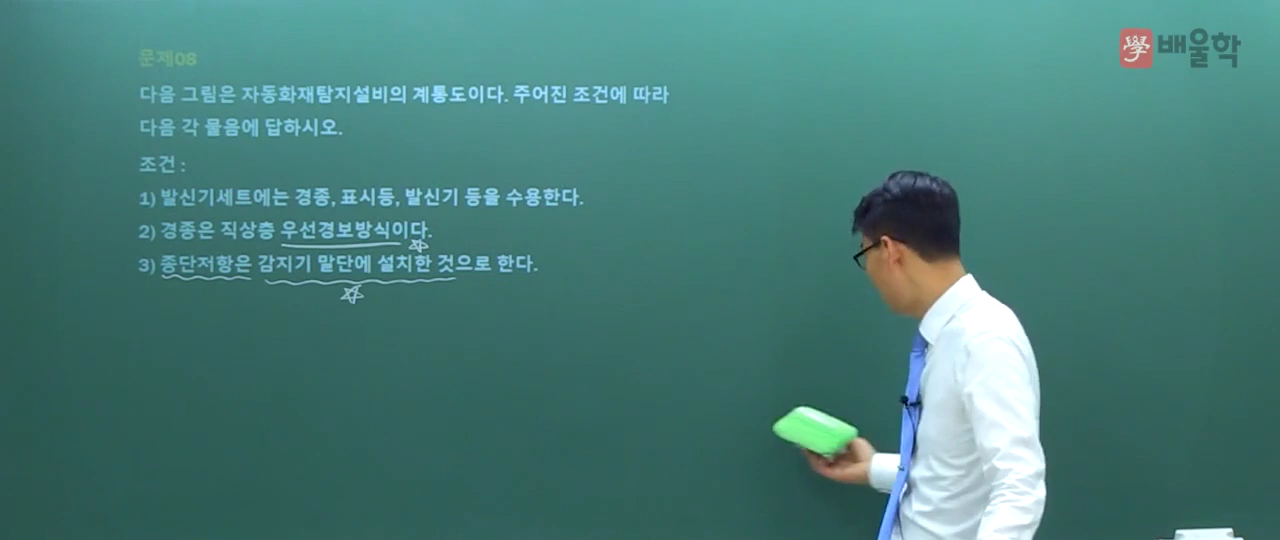 學 배울학
문제08
다음 그림은 자동화재탐지설비의 계통도이다. 주어진 조건에 따라
다음 각 물음에 답하시오.
조건 :
1) 발신기세트에는 경종, 표시등, 발신기 등을 수용한다.
2) 경종은 직상층 우선경보방식이다.
3) 종단저항은 감지기 말단에 설치한 것으로 한다.